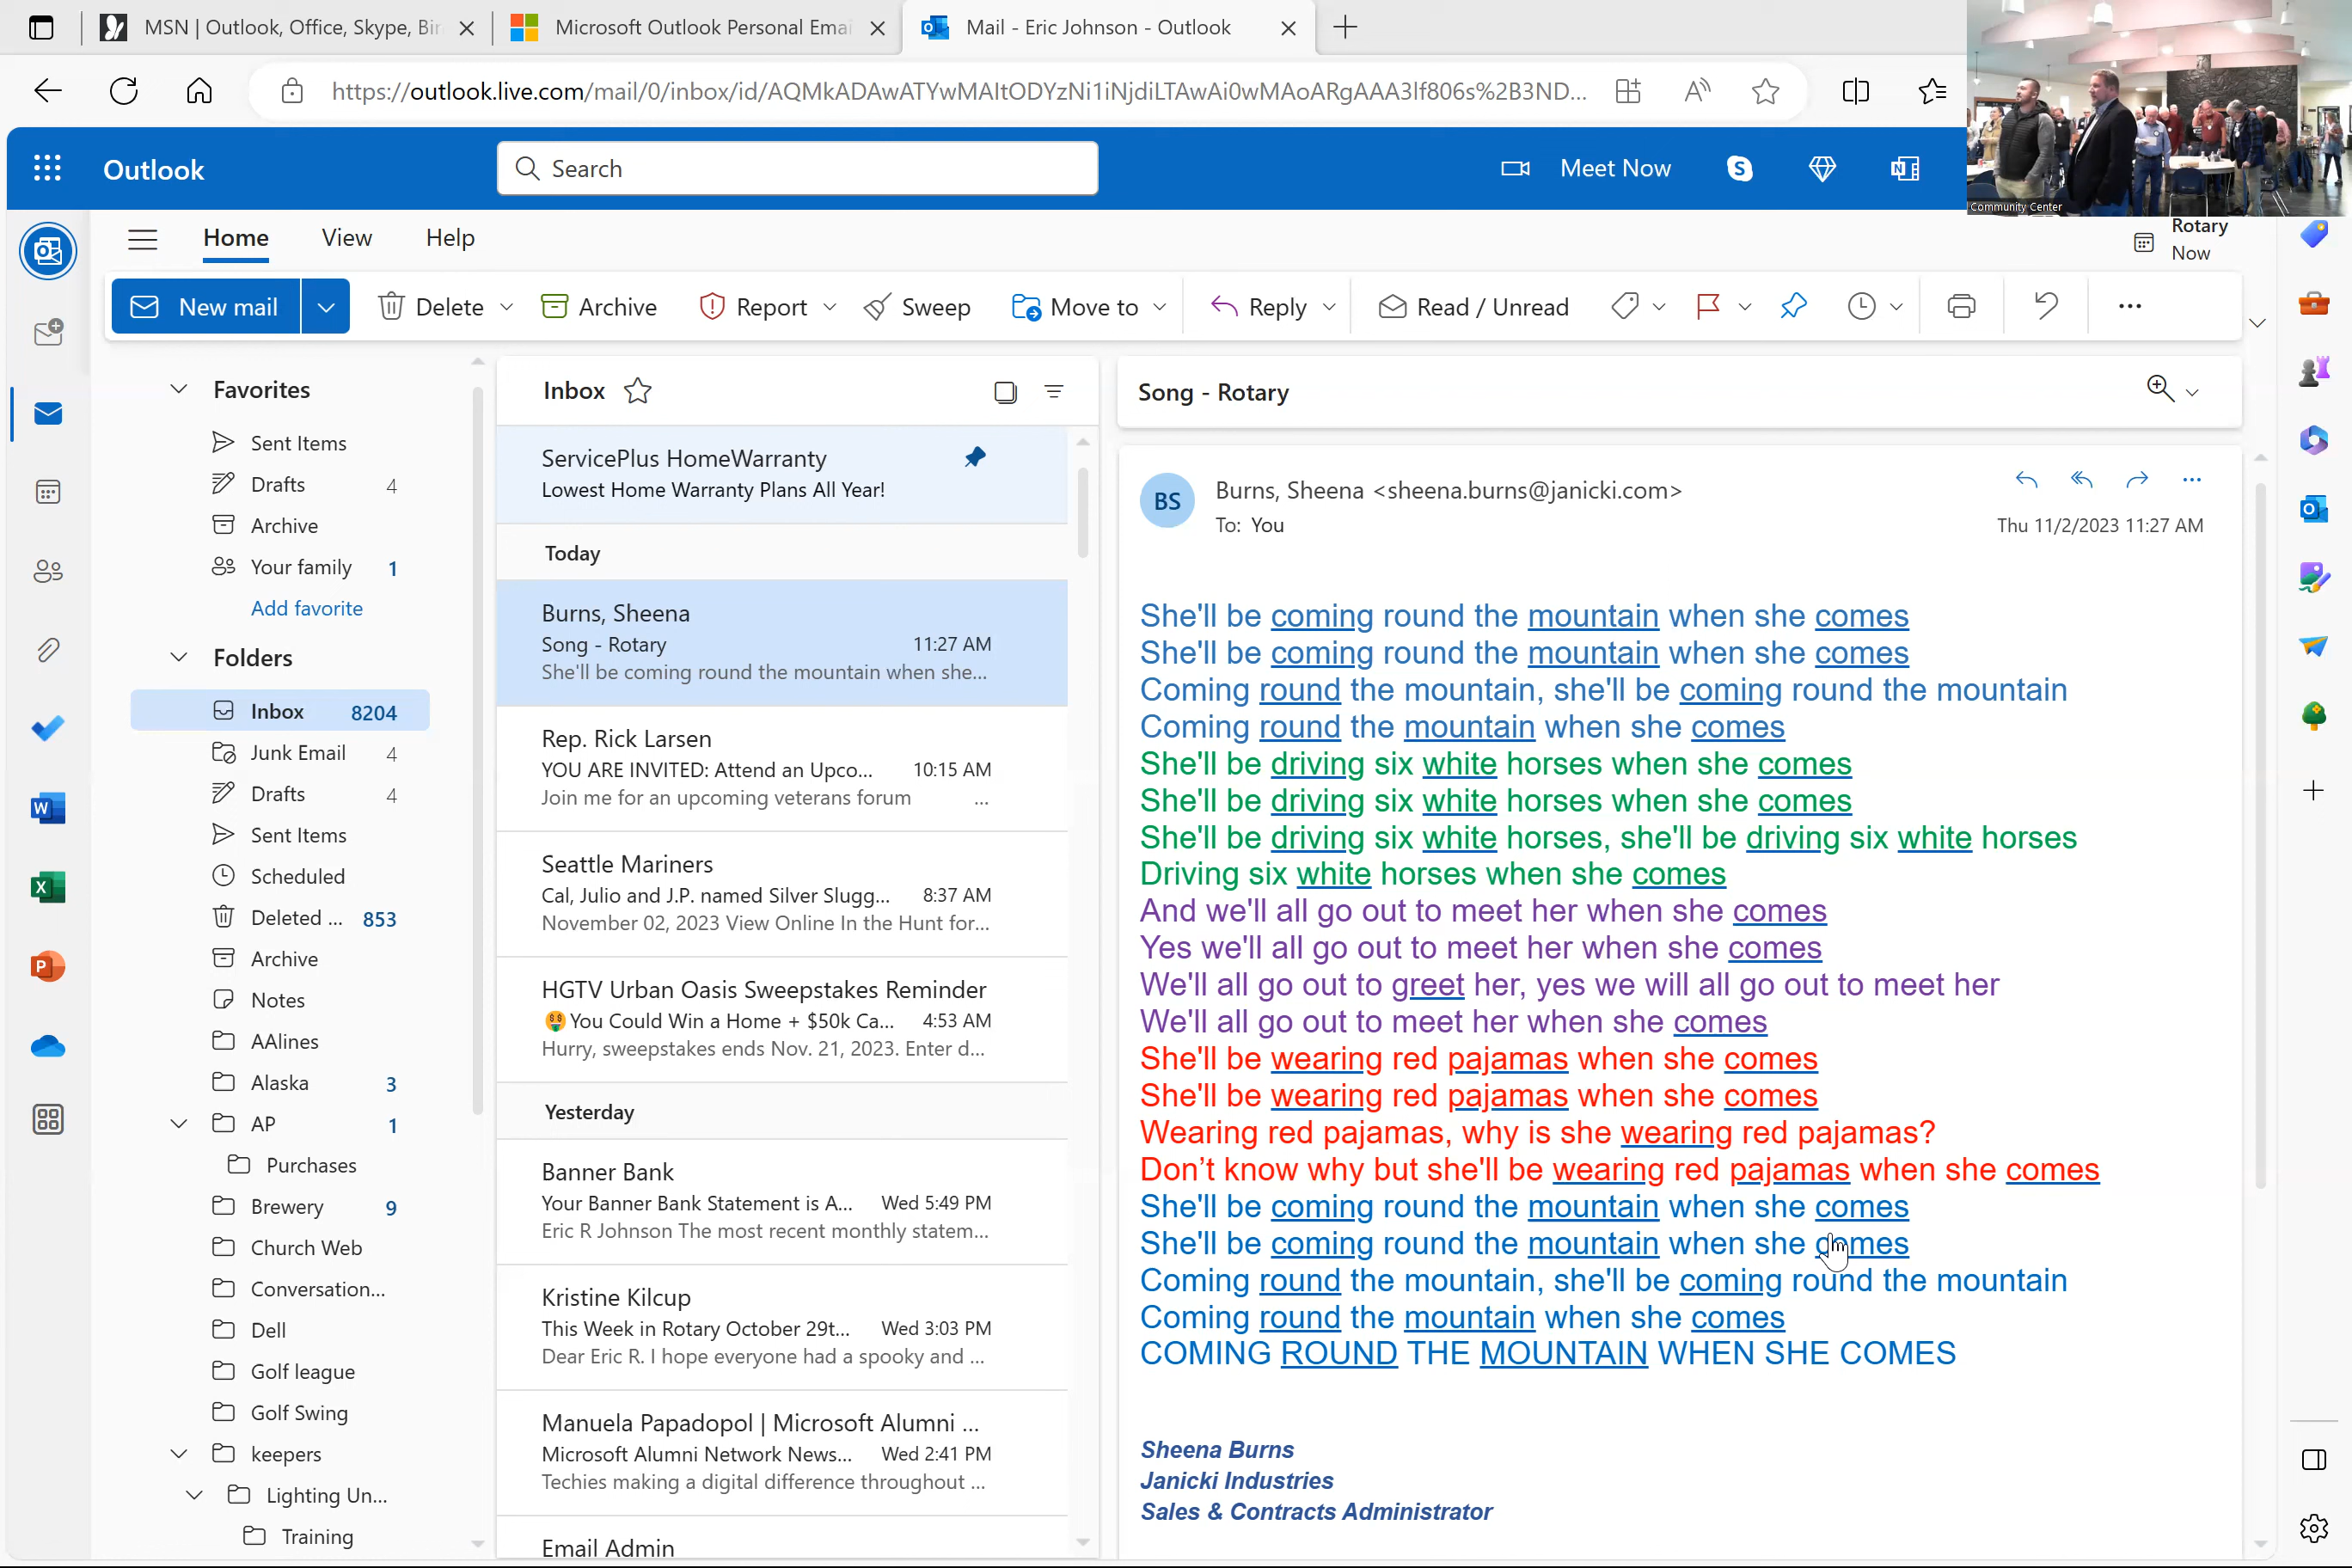 MSN | Outlook, Office, Skype, Bin
Microsoft Outlook Personal Emai
Mail - Eric Johnson - Outlook
https://outlook.live.com/mail/0/inbox/id/AQMkADAwATYwMAItODYzNi1iNjdiLTAwAi0wMAoARgAAA3lf806s%2B3ND...
Community Center
Outlook
Search
Meet Now
Home
View
Help
Rotary
Now
New mail
Delete
Archive
Report
Sweep
Move to
Reply
Read / Unread
Favorites
Sent Items
Drafts 4
Archive
Your family 1
Add favorite
Folders
Inbox 8204
Junk Email 4
Drafts 4
Sent Items
Scheduled
Deleted ... 853
Archive
Notes
AAlines
Alaska 3
AP 1
Purchases
Brewery 9
Church Web
Conversation...
Dell
Golf league
Golf Swing
keepers
Lighting Un...
Training
Inbox
ServicePlus HomeWarranty
Lowest Home Warranty Plans All Year!
Today
Burns, Sheena
Song - Rotary 11:27 AM
She'll be coming round the mountain when she...
Rep. Rick Larsen
YOU ARE INVITED: Attend an Upco... 10:15 AM
Join me for an upcoming veterans forum ...
Seattle Mariners
Cal, Julio and J.P. named Silver Slugg... 8:37 AM
November 02, 2023 View Online In the Hunt for...
HGTV Urban Oasis Sweepstakes Reminder
🤑You Could Win a Home + $50k Ca... 4:53 AM
Hurry, sweepstakes ends Nov. 21, 2023. Enter d...
Yesterday
Banner Bank
Your Banner Bank Statement is A... Wed 5:49 PM
Eric R Johnson The most recent monthly statem...
Kristine Kilcup
This Week in Rotary October 29t... Wed 3:03 PM
Dear Eric R. I hope everyone had a spooky and ...
Manuela Papadopol | Microsoft Alumni ...
Microsoft Alumni Network News... Wed 2:41 PM
Techies making a digital difference throughout ...
Email Admin
Song - Rotary
BS
Burns, Sheena <sheena.burns@janicki.com>
To: You
Thu 11/2/2023 11:27 AM
She'll be coming round the mountain when she comes
She'll be coming round the mountain when she comes
Coming round the mountain, she'll be coming round the mountain
Coming round the mountain when she comes
She'll be driving six white horses when she comes
She'll be driving six white horses when she comes
She'll be driving six white horses, she'll be driving six white horses
Driving six white horses when she comes
And we'll all go out to meet her when she comes
Yes we'll all go out to meet her when she comes
We'll all go out to greet her, yes we will all go out to meet her
We'll all go out to meet her when she comes
She'll be wearing red pajamas when she comes
She'll be wearing red pajamas when she comes
Wearing red pajamas, why is she wearing red pajamas?
Don’t know why but she'll be wearing red pajamas when she comes
She'll be coming round the mountain when she comes
She'll be coming round the mountain when she comes
Coming round the mountain, she'll be coming round the mountain
Coming round the mountain when she comes
COMING ROUND THE MOUNTAIN WHEN SHE COMES
Sheena Burns
Janicki Industries
Sales & Contracts Administrator